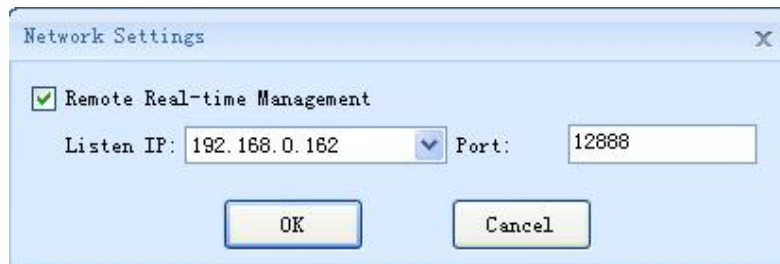 Network Settings
Remote Real-time Management
Listen IP: 192.168.0.162 Port: 12888
OK Cancel